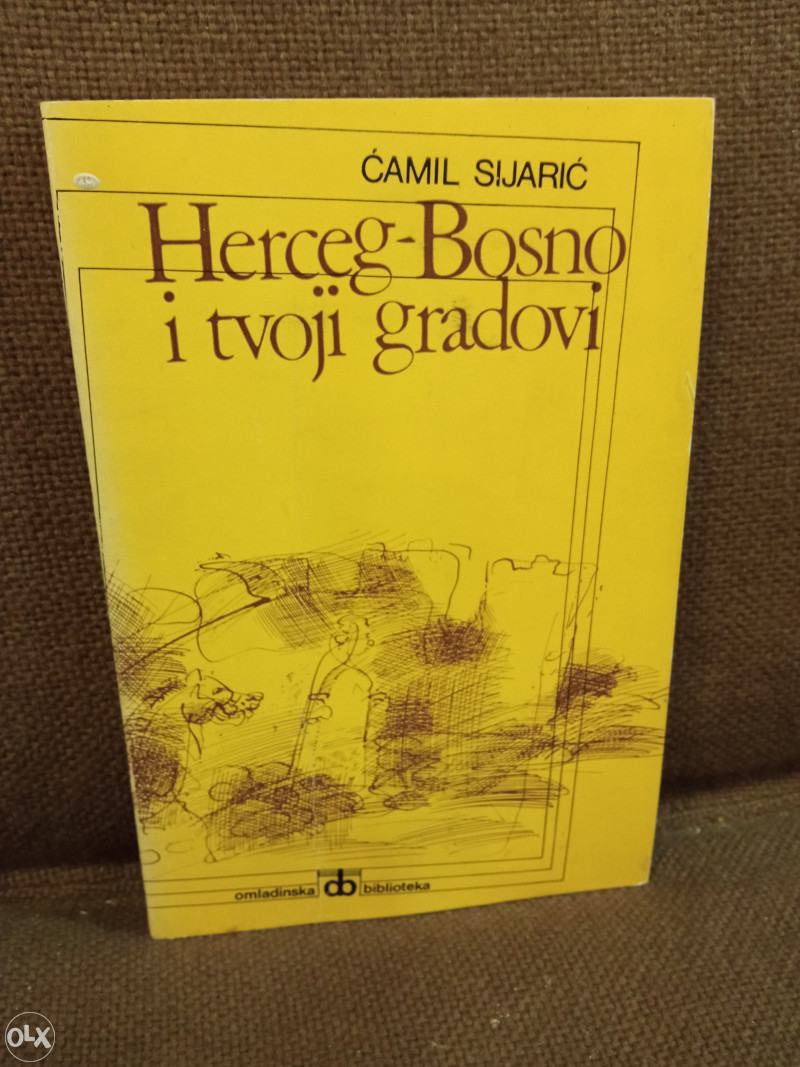 ĆAMIL SIJARIĆ
Herceg-Bosno
i tvoji gradovi
omladinska db biblioteka
OLX